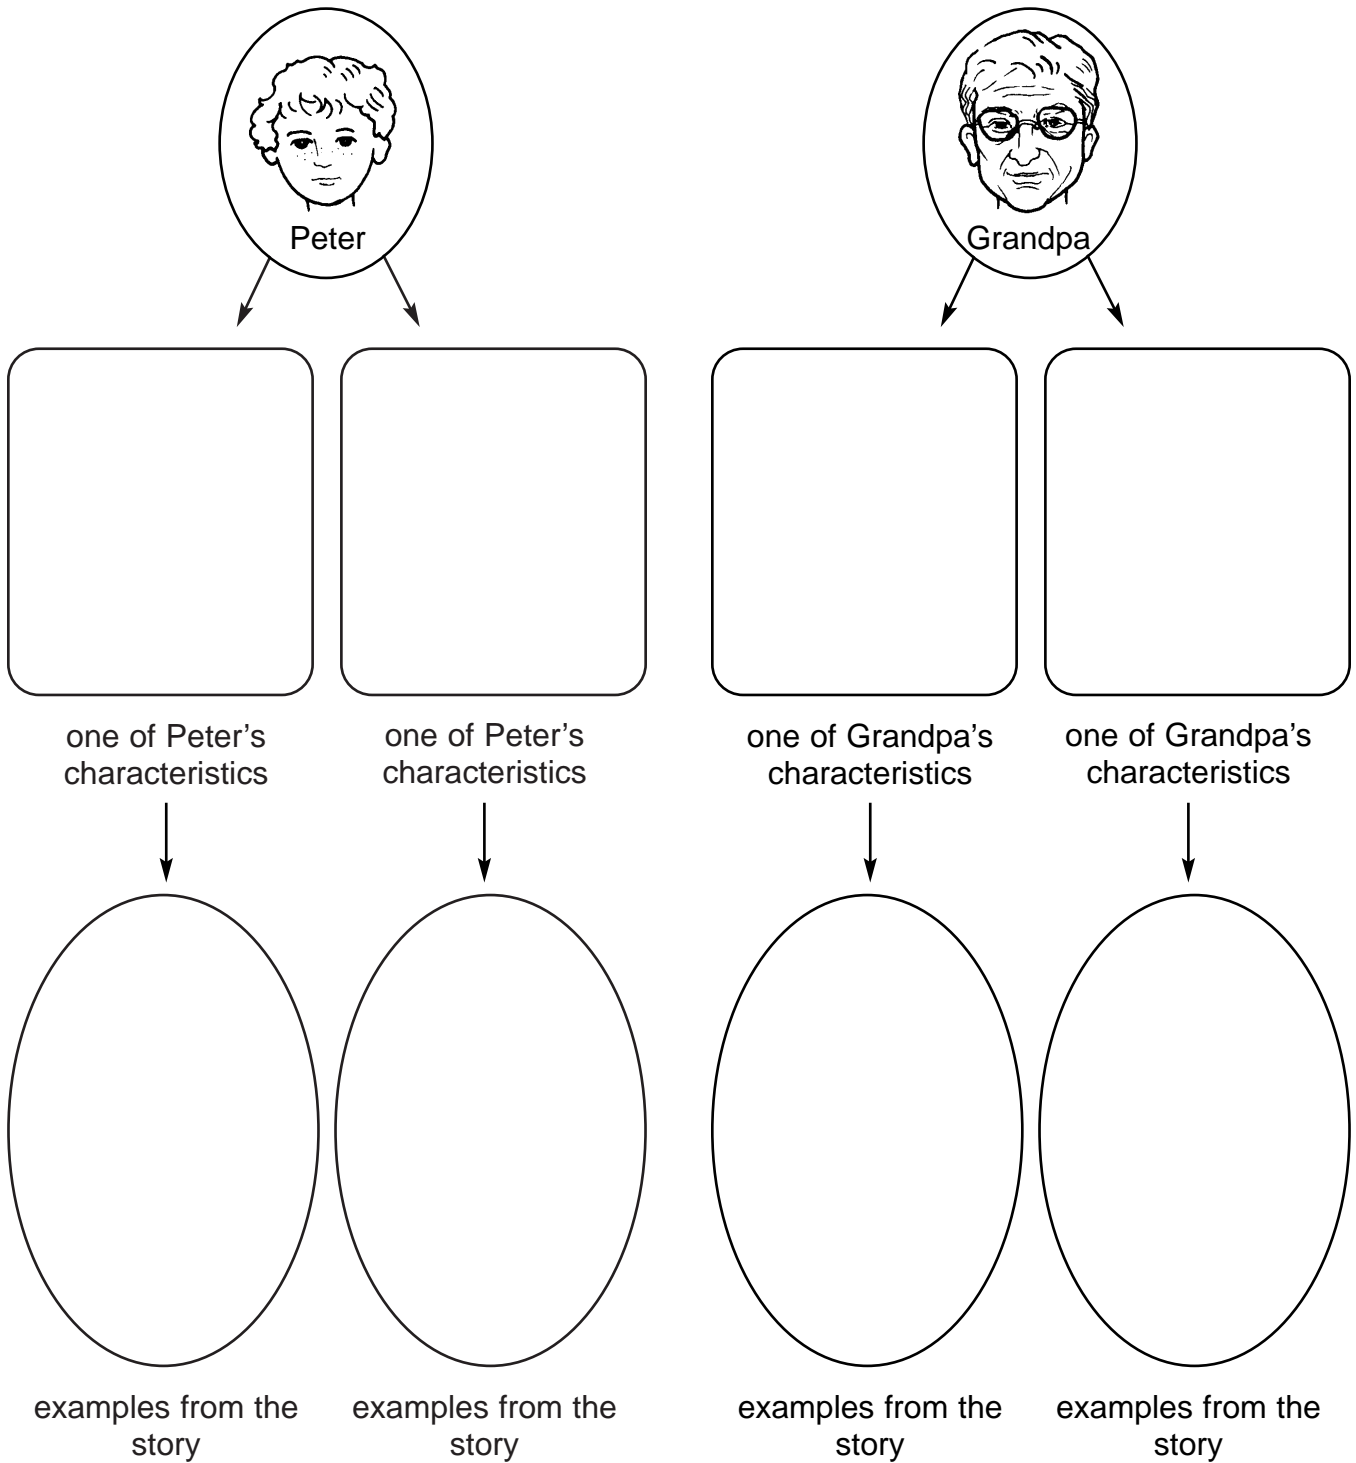 Peter
Grandpa
one of Peter’s
characteristics
one of Peter’s
characteristics
one of Grandpa’s
characteristics
one of Grandpa’s
characteristics
examples from the
story
examples from the
story
examples from the
story
examples from the
story